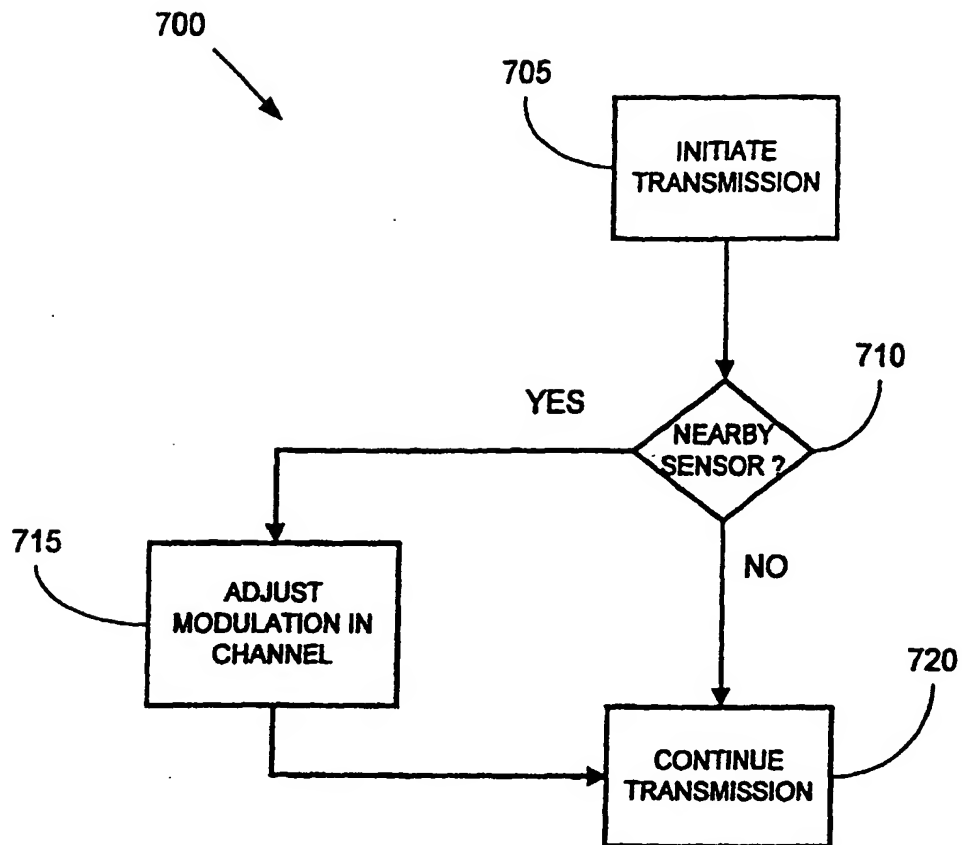 700
705
INITIATE
TRANSMISSION
710
YES
NEARBY
SENSOR ?
715
NO
ADJUST
MODULATION IN
CHANNEL
720
CONTINUE
TRANSMISSION